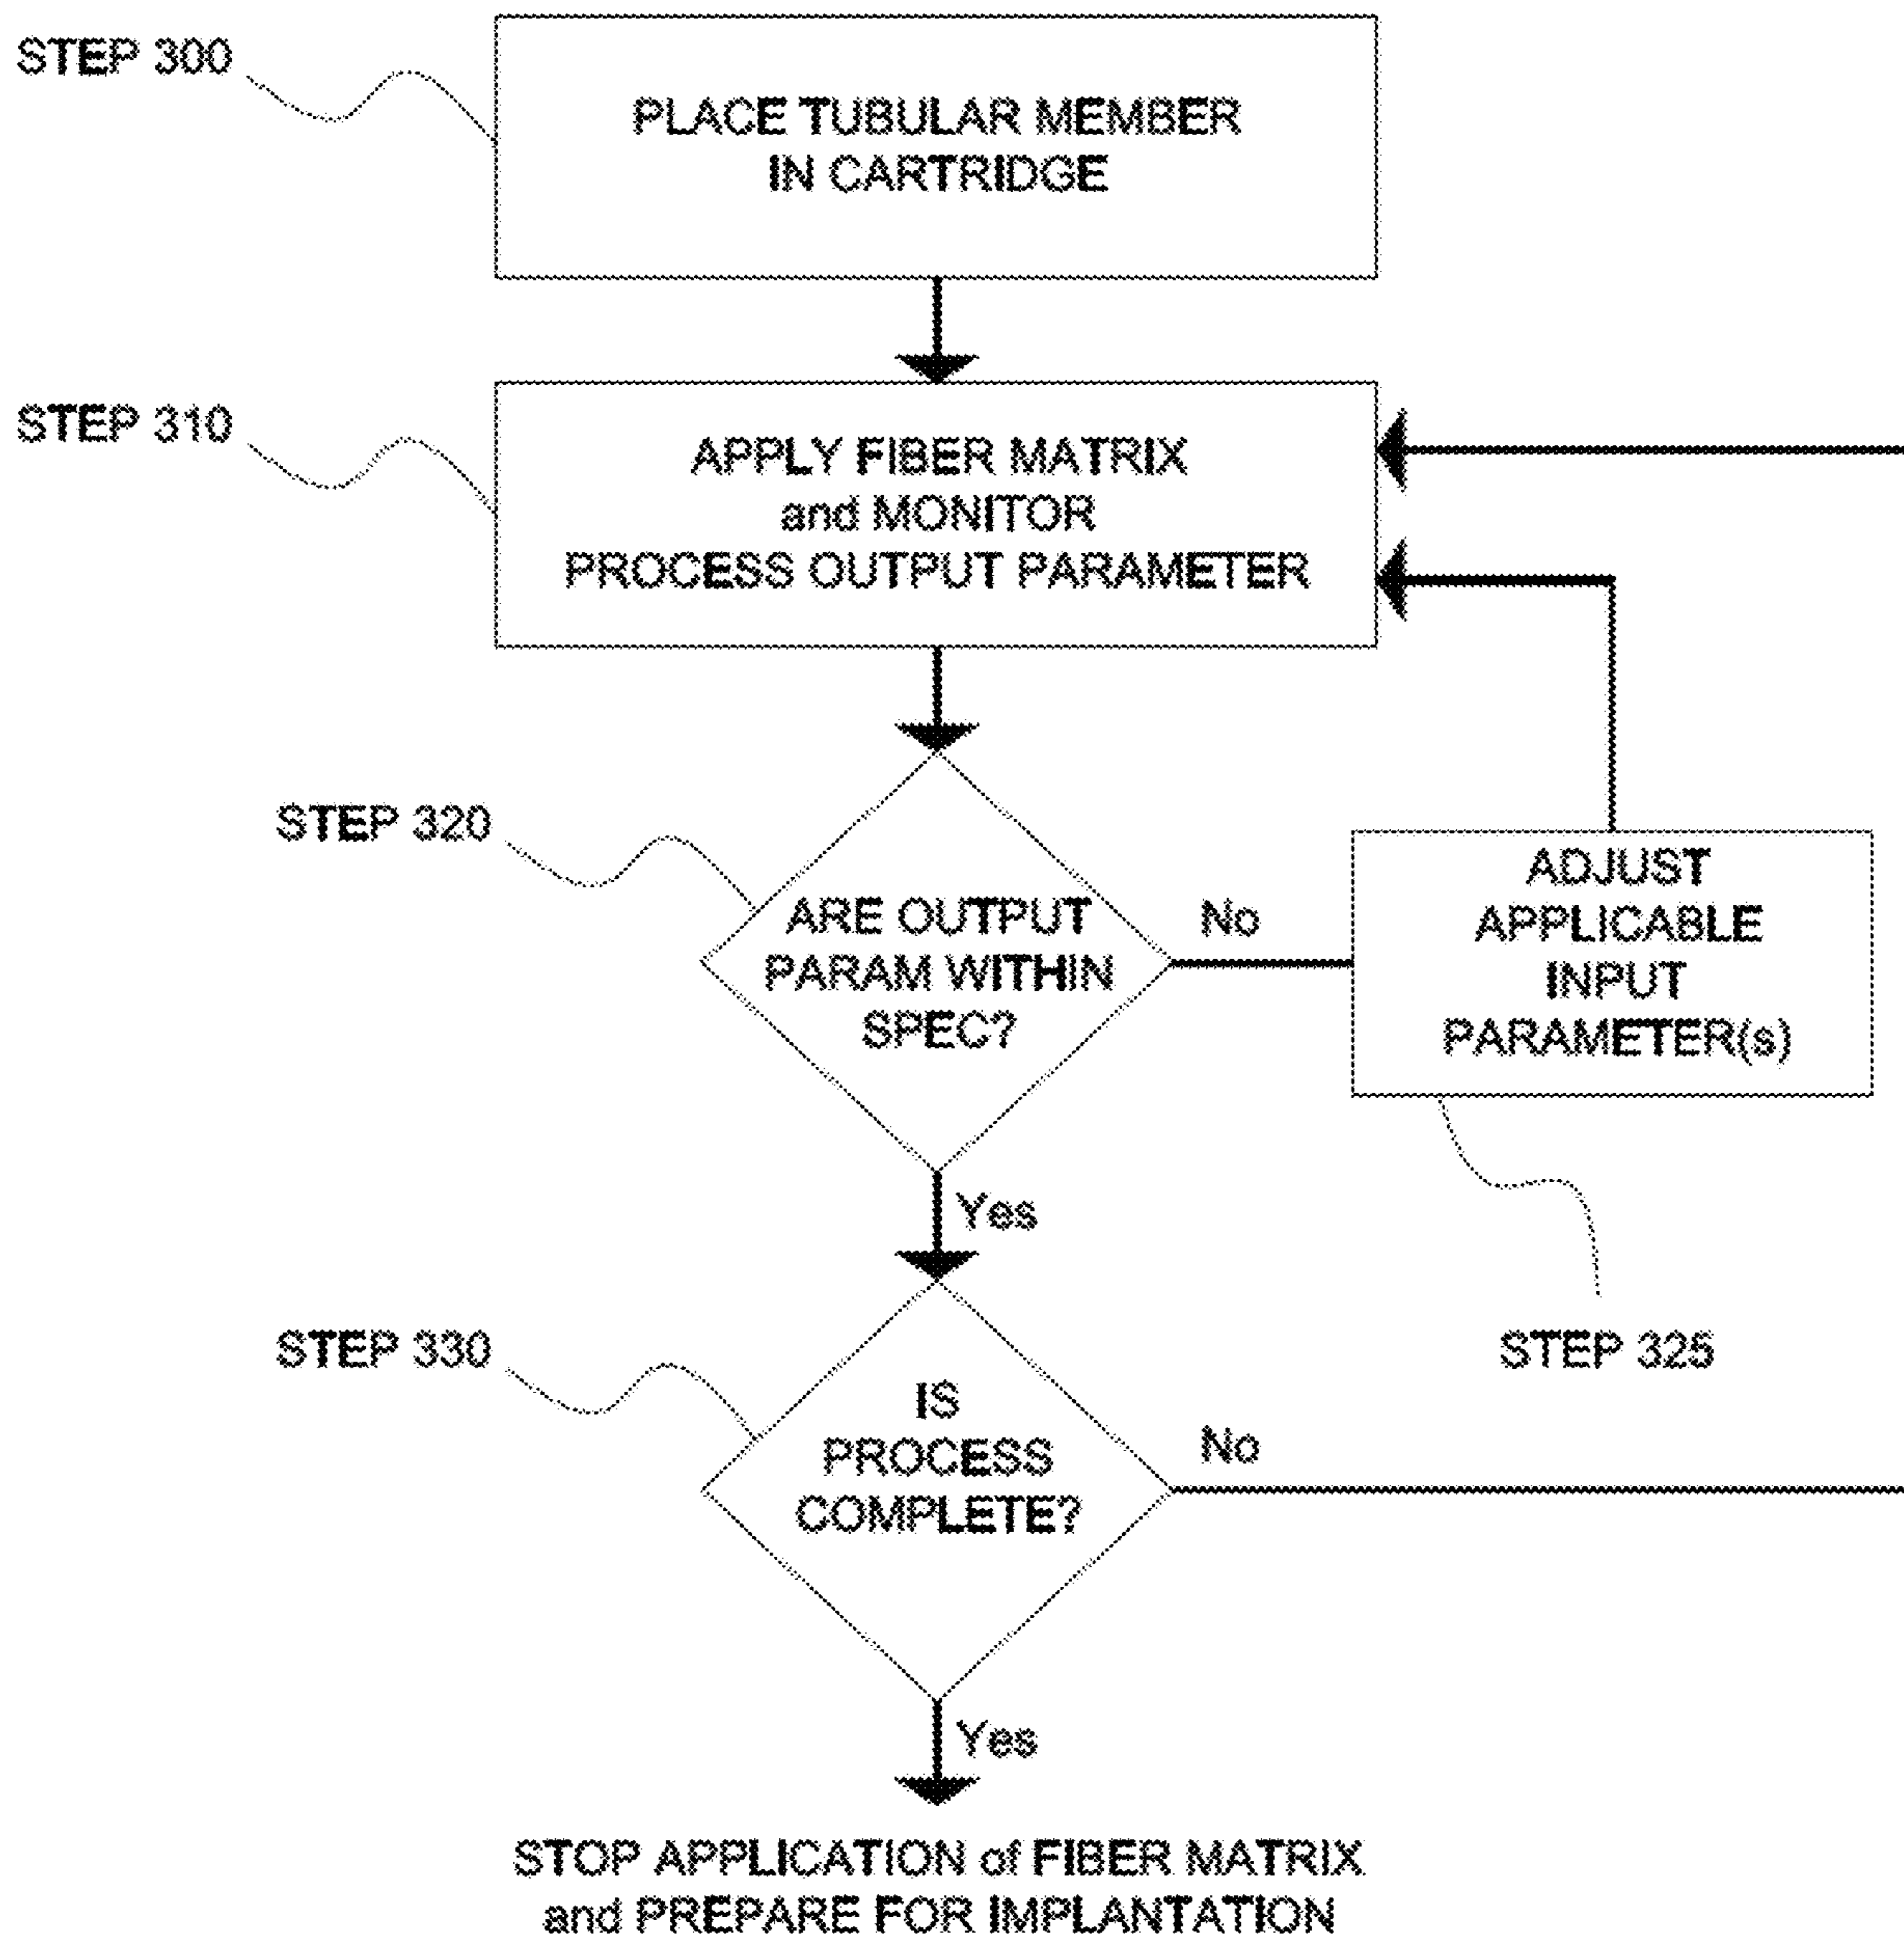 STEP 300
PLACE TUBULAR MEMBER
IN CARTRIDGE
STEP 310
APPLY FIBER MATRIX
and MONITOR
PROCESS OUTPUT PARAMETER
STEP 320
ARE OUTPUT
PARAM WITHIN
SPEC?
No
ADJUST
APPLICABLE
INPUT
PARAMETER(s)
Yes
STEP 325
STEP 330
IS
PROCESS
COMPLETE?
No
Yes
STOP APPLICATION of FIBER MATRIX
and PREPARE FOR IMPLANTATION